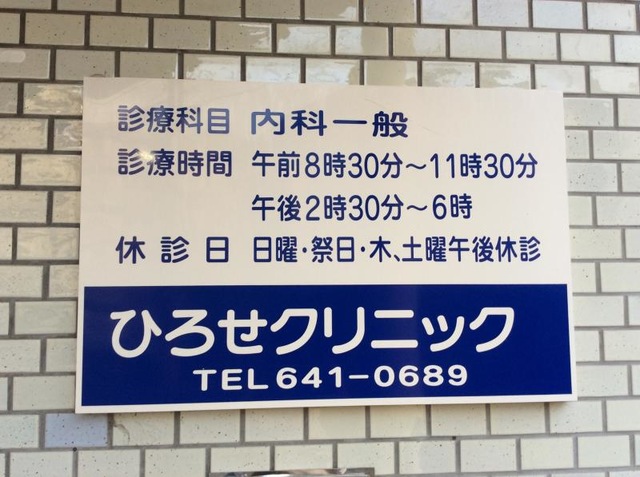 診療科目 内科一般
診療時間 午前8時30分～11時30分
午後2時30分～6時
休診日 日曜・祭日・木、土曜午後休診
ひろせクリニック
TEL641-0689